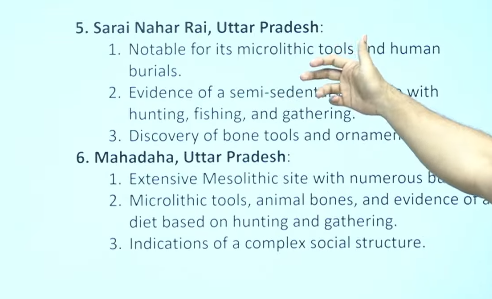 5. Sarai Nahar Rai, Uttar Pradesh:
1. Notable for its microlithic tools and human
burials.
2. Evidence of a semi-sedent with
hunting, fishing, and gathering.
3. Discovery of bone tools and
6. Mahadaha, Uttar Pradesh:
1. Extensive Mesolithic site with numerous
2. Microlithic tools, animal bones, and evidence of a
diet based on hunting and gathering.
3. Indications of a complex social structure.